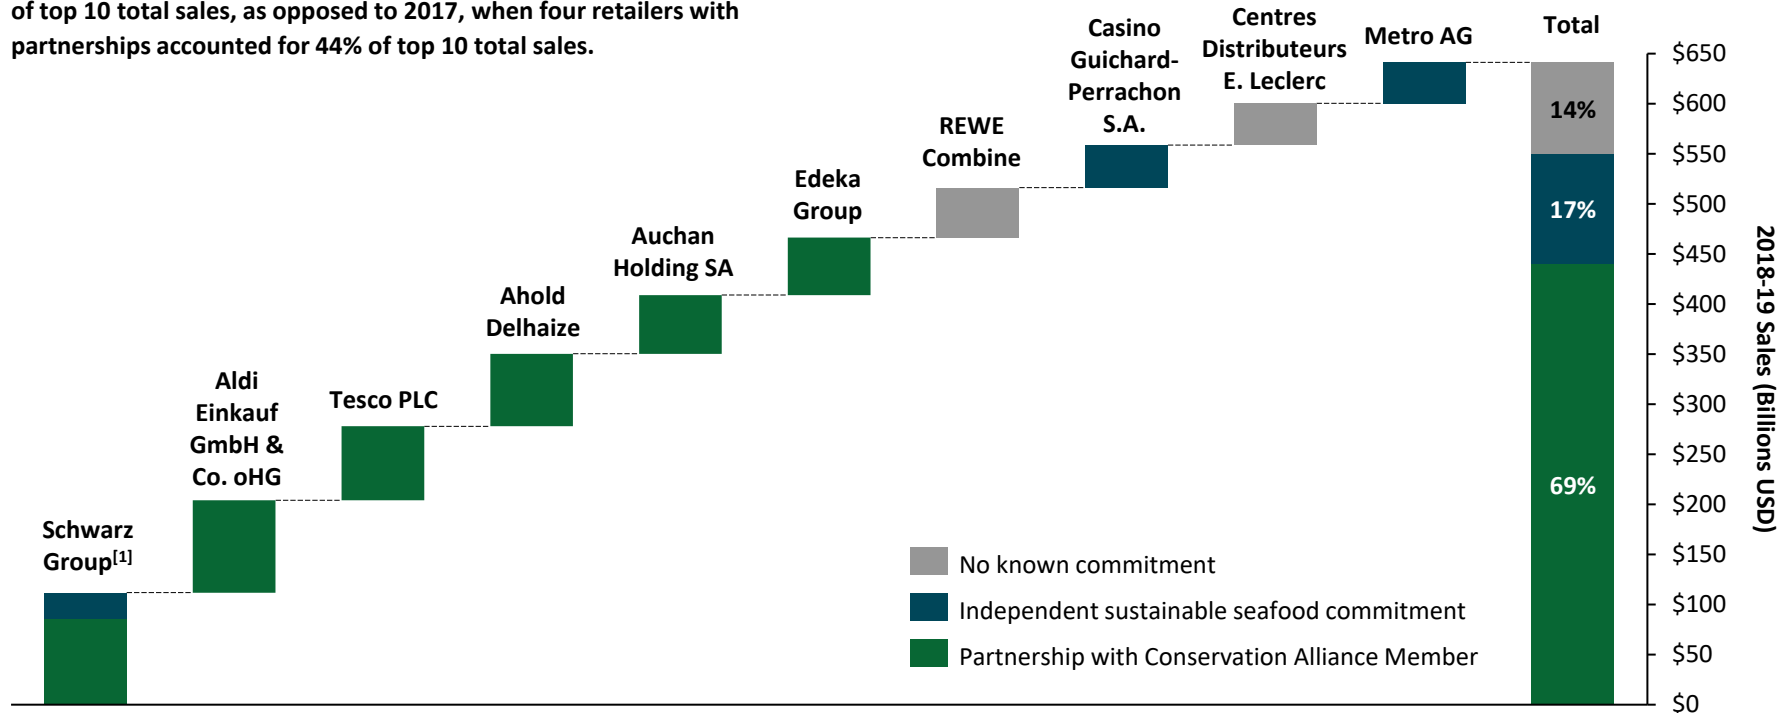 of top 10 total sales, as opposed to 2017, when four retailers with
partnerships accounted for 44% of top 10 total sales.
Schwarz
Group[1]
Aldi
Einkauf
GmbH &
Co. oHG
Tesco PLC
Ahold
Delhaize
Auchan
Holding SA
Edeka
Group
REWE
Combine
Casino
Guichard-
Perrachon
S.A.
Centres
Distributeurs
E. Leclerc
Metro AG
Total
14%
17%
69%
$650
$600
$550
$500
$450
$400
$350
$300
$250
$200
$150
$100
$50
$0
2018-19 Sales (Billions USD)
No known commitment
Independent sustainable seafood commitment
Partnership with Conservation Alliance Member